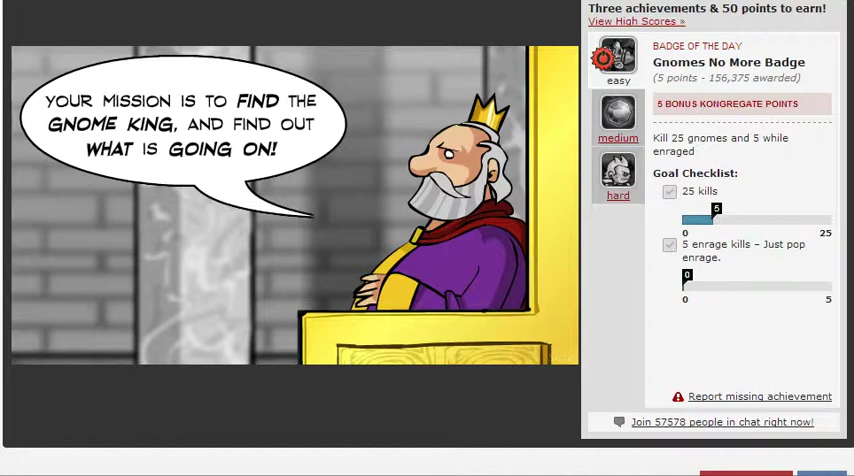 Three achievements & 50 points to earn!
View High Scores »
YOUR MISSION IS TO FIND THE
GNOME KING, AND FIND OUT
WHAT IS GOING ON!
BADGE OF THE DAY
Gnomes No More Badge
(5 points - 156,375 awarded)
easy
5 BONUS KONGREGATE POINTS
medium
Kill 25 gnomes and 5 while
enraged
Goal Checklist:
hard
25 kills
5
0 25
5 enrage kills – Just pop
enrage.
0
0 5
Report missing achievement
Join 57578 people in chat right now!